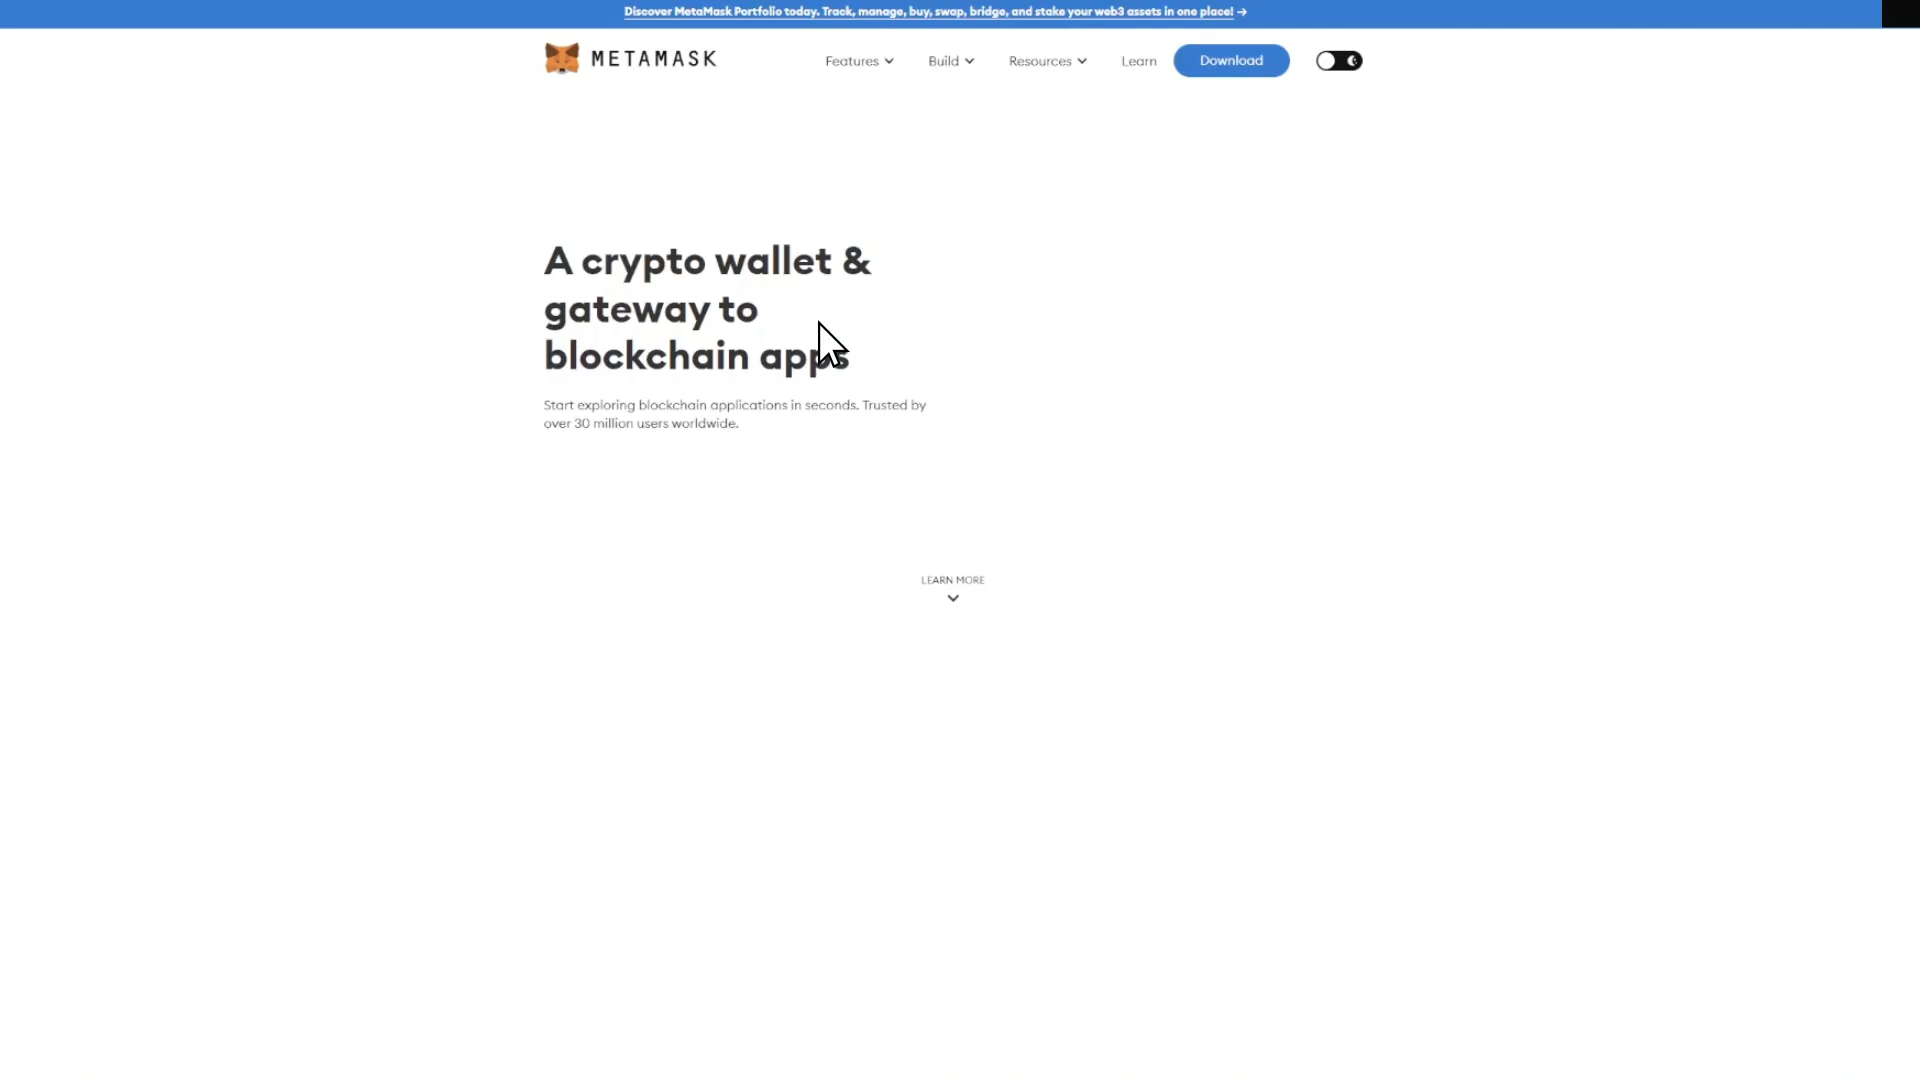 Discover MetaMask Portfolio today. Track, manage, buy, swap, bridge, and stake your web3 assets in one place! →
METAMASK
Features
Build
Resources
Learn
Download
A crypto wallet &
gateway to
blockchain apps
Start exploring blockchain applications in seconds. Trusted by
over 30 million users worldwide.
LEARN MORE